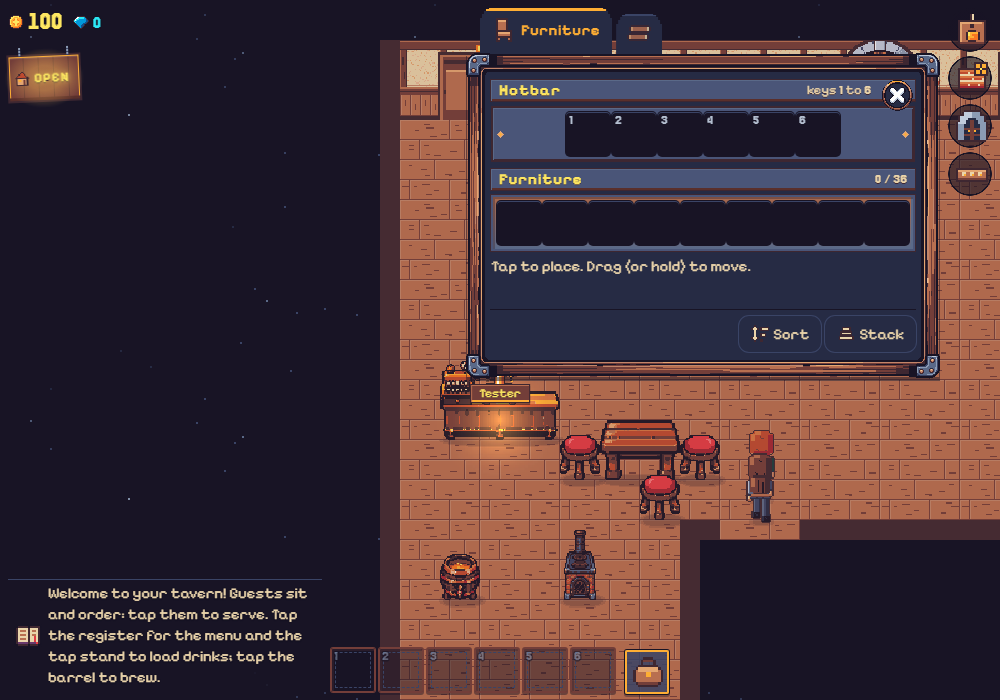 100
0
OPEN
Furniture
Hotbar
keys 1 to 6
1 2 3 4 5 6
Furniture
0 / 36
Tap to place. Drag (or hold) to move.
Sort
Stack
Tester
Welcome to your tavern! Guests sit
and order: tap them to serve. Tap
the register for the menu and the
tap stand to load drinks; tap the
barrel to brew.
1 2 3 4 5 6